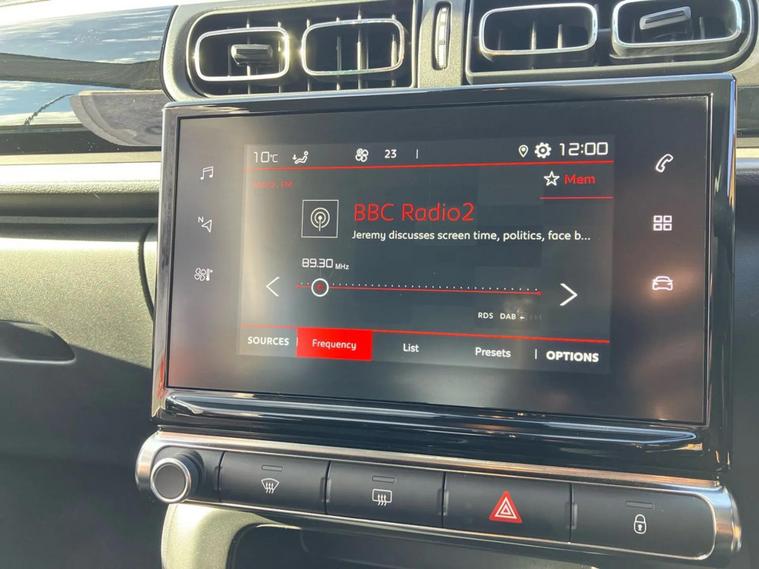 10°C 23 12:00
Mem
BBC Radio2
Jeremy discusses screen time, politics, face b...
89.30 MHz
RDS DAB
SOURCES Frequency List Presets OPTIONS
N